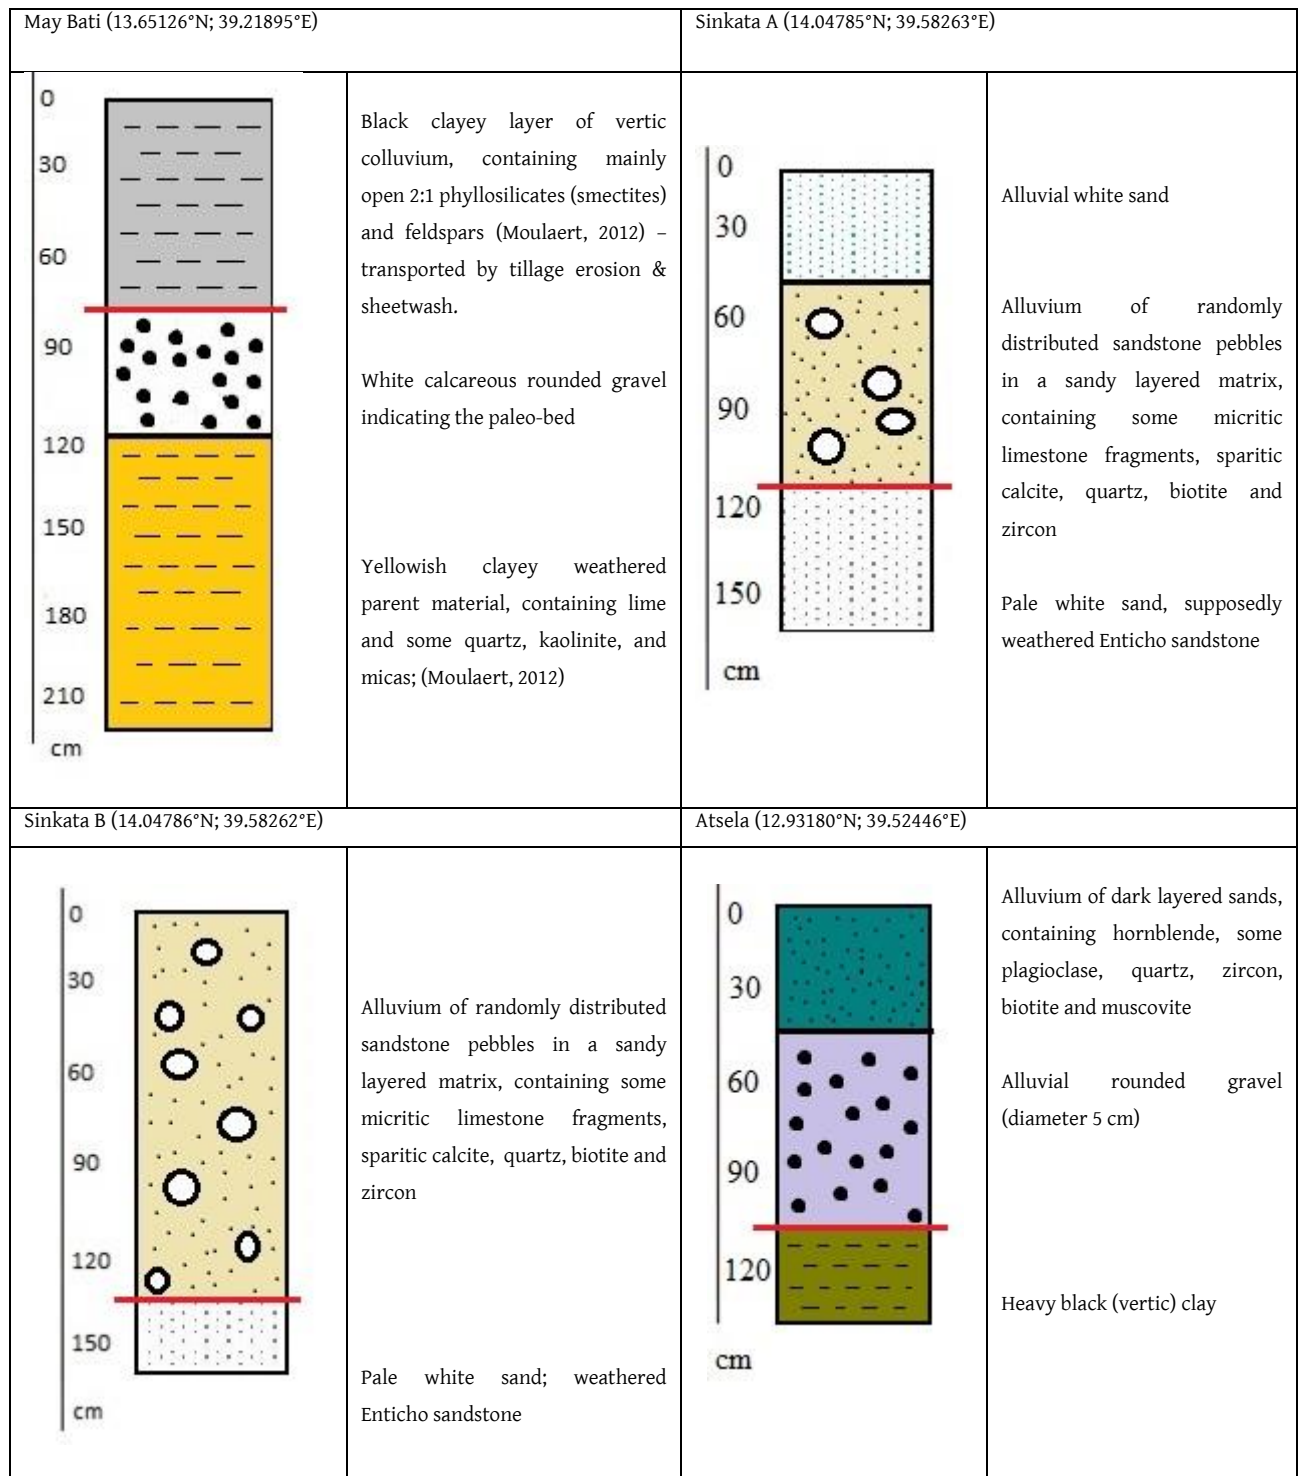 May Bati (13.65126°N; 39.21895°E)
0
30
60
90
120
150
180
210
cm
Black clayey layer of vertic
colluvium, containing mainly
open 2:1 phyllosilicates (smectites)
and feldspars (Moulaert, 2012) –
transported by tillage erosion &
sheetwash.
White calcareous rounded gravel
indicating the paleo-bed
Yellowish clayey weathered
parent material, containing lime
and some quartz, kaolinite, and
micas; (Moulaert, 2012)
Sinkata A (14.04785°N; 39.58263°E)
0
30
60
90
120
150
cm
Alluvial white sand
Alluvium of randomly
distributed sandstone pebbles
in a sandy layered matrix,
containing some micritic
limestone fragments, sparitic
calcite, quartz, biotite and
zircon
Pale white sand, supposedly
weathered Enticho sandstone
Sinkata B (14.04786°N; 39.58262°E)
0
30
60
90
120
150
cm
Alluvium of randomly distributed
sandstone pebbles in a sandy
layered matrix, containing some
micritic limestone fragments,
sparitic calcite, quartz, biotite and
zircon
Pale white sand; weathered
Enticho sandstone
Atsela (12.93180°N; 39.52446°E)
0
30
60
90
120
cm
Alluvium of dark layered sands,
containing hornblende, some
plagioclase, quartz, zircon,
biotite and muscovite
Alluvial rounded gravel
(diameter 5 cm)
Heavy black (vertic) clay